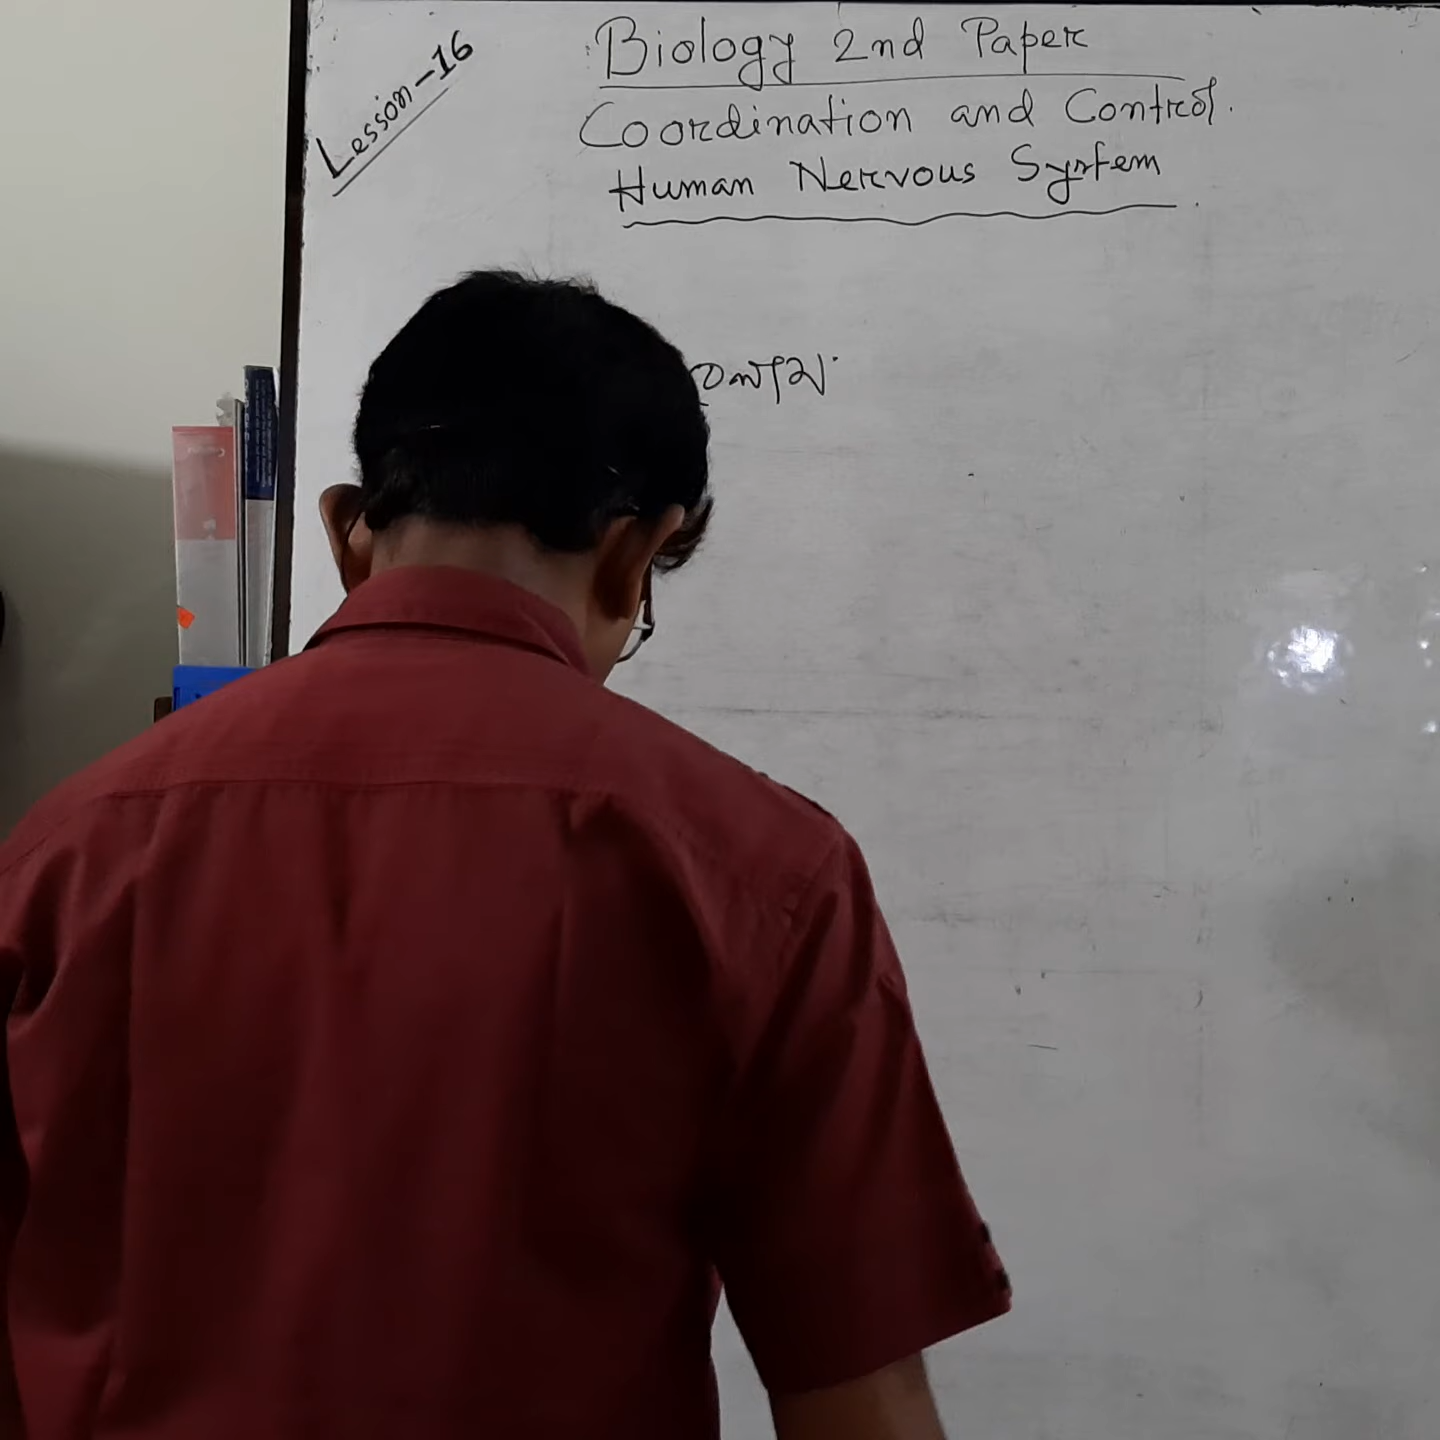 Lesson-16
Biology 2nd Paper
Coordination and Control.
Human Nervous System